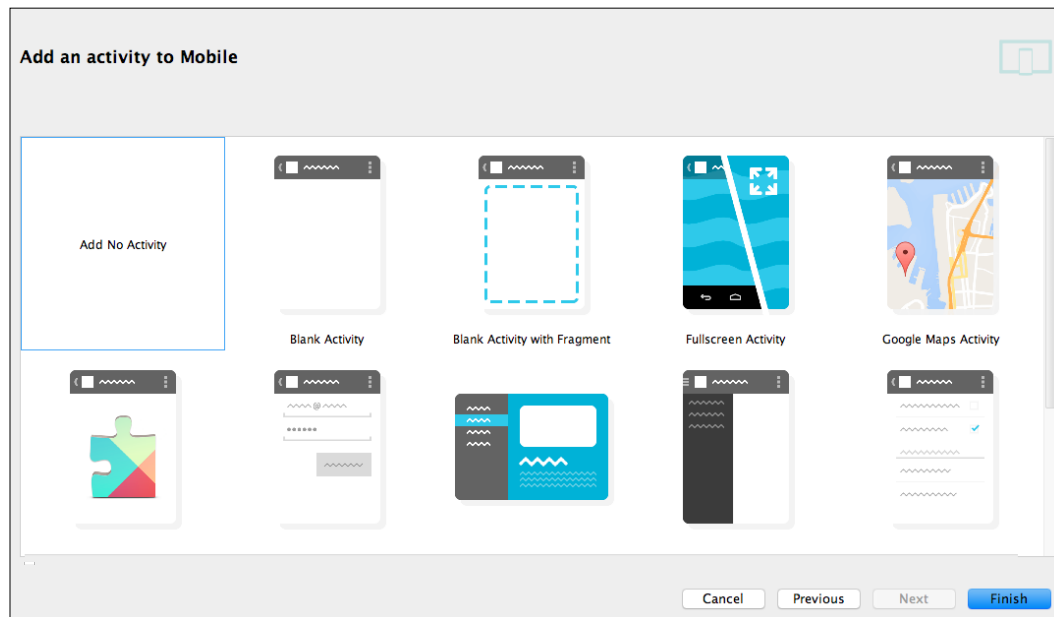 Add an activity to Mobile
Add No Activity
Blank Activity
Blank Activity with Fragment
Fullscreen Activity
Google Maps Activity
Cancel
Previous
Next
Finish